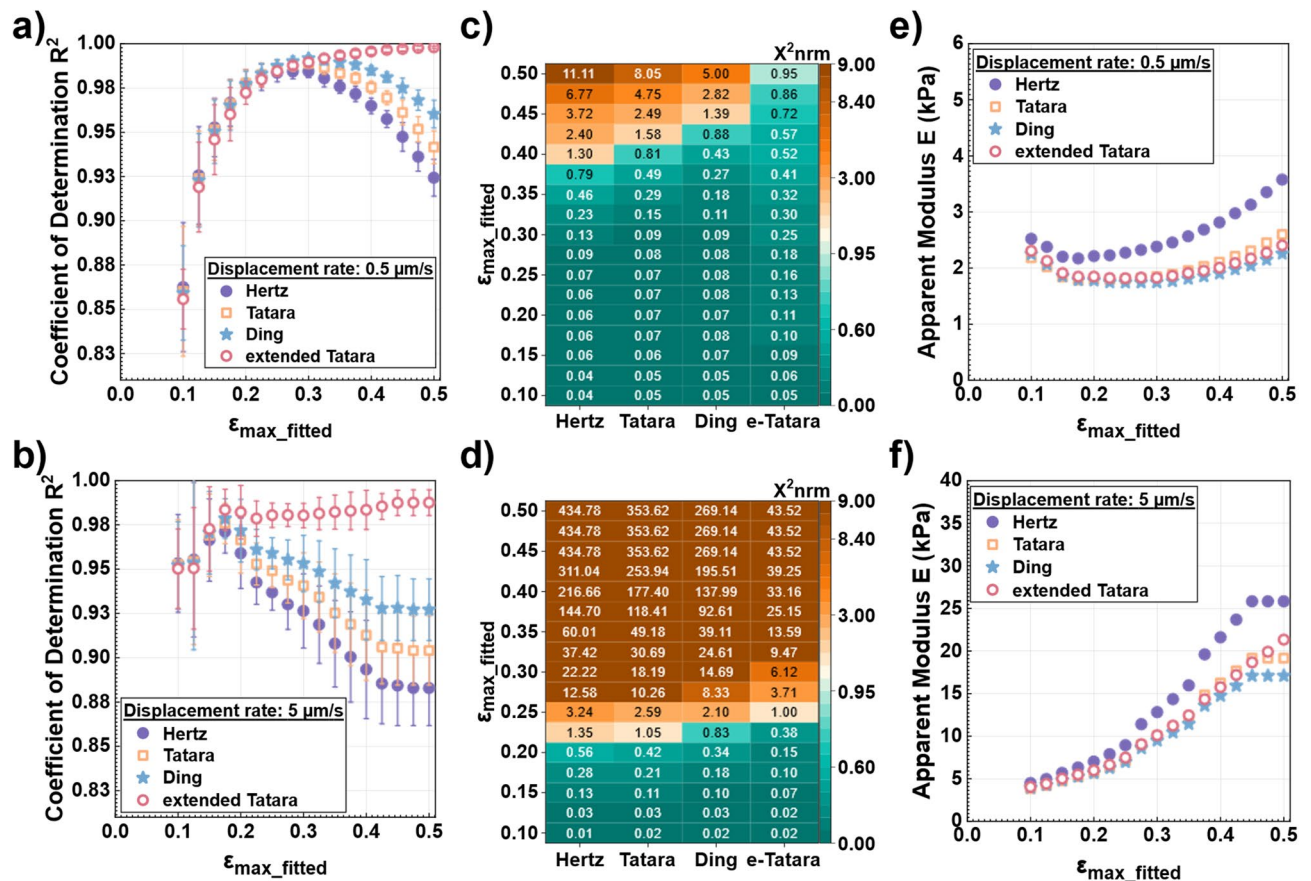 a)
Coefficient of Determination R²
1.00
0.98
0.95
0.93
0.90
0.88
0.85
0.83
Displacement rate: 0.5 µm/s
Hertz
Tatara
Ding
extended Tatara
0.0 0.1 0.2 0.3 0.4 0.5
εmax_fitted
c)
X²nrm
εmax_fitted
0.50 11.11 8.05 5.00 0.95
6.77 4.75 2.82 0.86
0.45 3.72 2.49 1.39 0.72
2.40 1.58 0.88 0.57
0.40 1.30 0.81 0.43 0.52
0.79 0.49 0.27 0.41
0.35 0.46 0.29 0.18 0.32
0.23 0.15 0.11 0.30
0.30 0.13 0.09 0.09 0.25
0.09 0.08 0.08 0.18
0.25 0.07 0.07 0.08 0.16
0.06 0.07 0.08 0.13
0.20 0.06 0.07 0.07 0.11
0.06 0.07 0.08 0.10
0.15 0.06 0.06 0.07 0.09
0.04 0.05 0.05 0.06
0.10 0.04 0.05 0.05 0.05
Hertz Tatara Ding e-Tatara
9.00
8.40
3.00
0.95
0.60
0.00
e)
Apparent Modulus E (kPa)
6
5
4
3
2
1
0
Displacement rate: 0.5 µm/s
Hertz
Tatara
Ding
extended Tatara
0.0 0.1 0.2 0.3 0.4 0.5
εmax_fitted
b)
Coefficient of Determination R²
1.00
0.98
0.95
0.93
0.90
0.88
0.85
0.83
Displacement rate: 5 µm/s
Hertz
Tatara
Ding
extended Tatara
0.0 0.1 0.2 0.3 0.4 0.5
εmax_fitted
d)
X²nrm
εmax_fitted
0.50 434.78 353.62 269.14 43.52
434.78 353.62 269.14 43.52
0.45 434.78 353.62 269.14 43.52
311.04 253.94 195.51 39.25
0.40 216.66 177.40 137.99 33.16
144.70 118.41 92.61 25.15
0.35 60.01 49.18 39.11 13.59
37.42 30.69 24.61 9.47
0.30 22.22 18.19 14.69 6.12
12.58 10.26 8.33 3.71
0.25 3.24 2.59 2.10 1.00
1.35 1.05 0.83 0.38
0.20 0.56 0.42 0.34 0.15
0.28 0.21 0.18 0.10
0.15 0.13 0.11 0.10 0.07
0.03 0.03 0.03 0.02
0.10 0.01 0.02 0.02 0.02
Hertz Tatara Ding e-Tatara
9.00
8.40
3.00
0.95
0.60
0.00
f)
Apparent Modulus E (kPa)
40
35
30
25
20
15
10
5
0
Displacement rate: 5 µm/s
Hertz
Tatara
Ding
extended Tatara
0.0 0.1 0.2 0.3 0.4 0.5
εmax_fitted